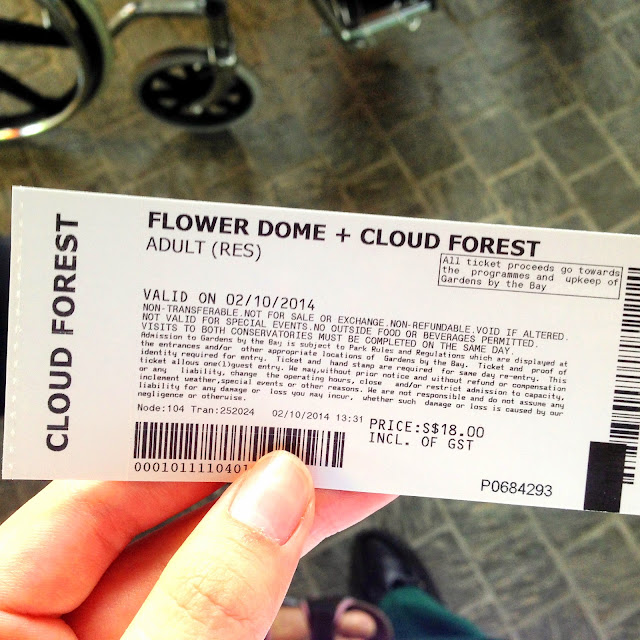 CLOUD FOREST
FLOWER DOME + CLOUD FOREST
ADULT (RES)
All ticket proceeds go towards
the programmes and upkeep of
Gardens by the Bay
VALID ON 02/10/2014
NON-TRANSFERABLE.NOT FOR SALE OR EXCHANGE.NON-REFUNDABLE.VOID IF ALTERED.
NOT VALID FOR SPECIAL EVENTS.NO OUTSIDE FOOD OR BEVERAGES PERMITTED.
VISITS TO BOTH CONSERVATORIES MUST BE COMPLETED ON THE SAME DAY.
Admission to Gardens by the Bay is subject to Park Rules and Regulations which are displayed at
the entrances and/or other appropriate locations of Gardens by the Bay. Ticket and proof of
identity required for entry. Ticket and hand stamp are required for same day re-entry. This
ticket allows one(1)guest entry. We may,without prior notice and without refund or compensation
or any liability, change the operating hours, close and/or restrict admission to capacity,
inclement weather,special events or other reasons. We are not responsible and do not assume any
liability for any damage or loss you may incur, whether such damage or loss is caused by our
negligence or otherwise.
Node:104 Tran:252024 02/10/2014 13:31
PRICE:S$18.00
INCL. OF GST
0001011110401
P0684293